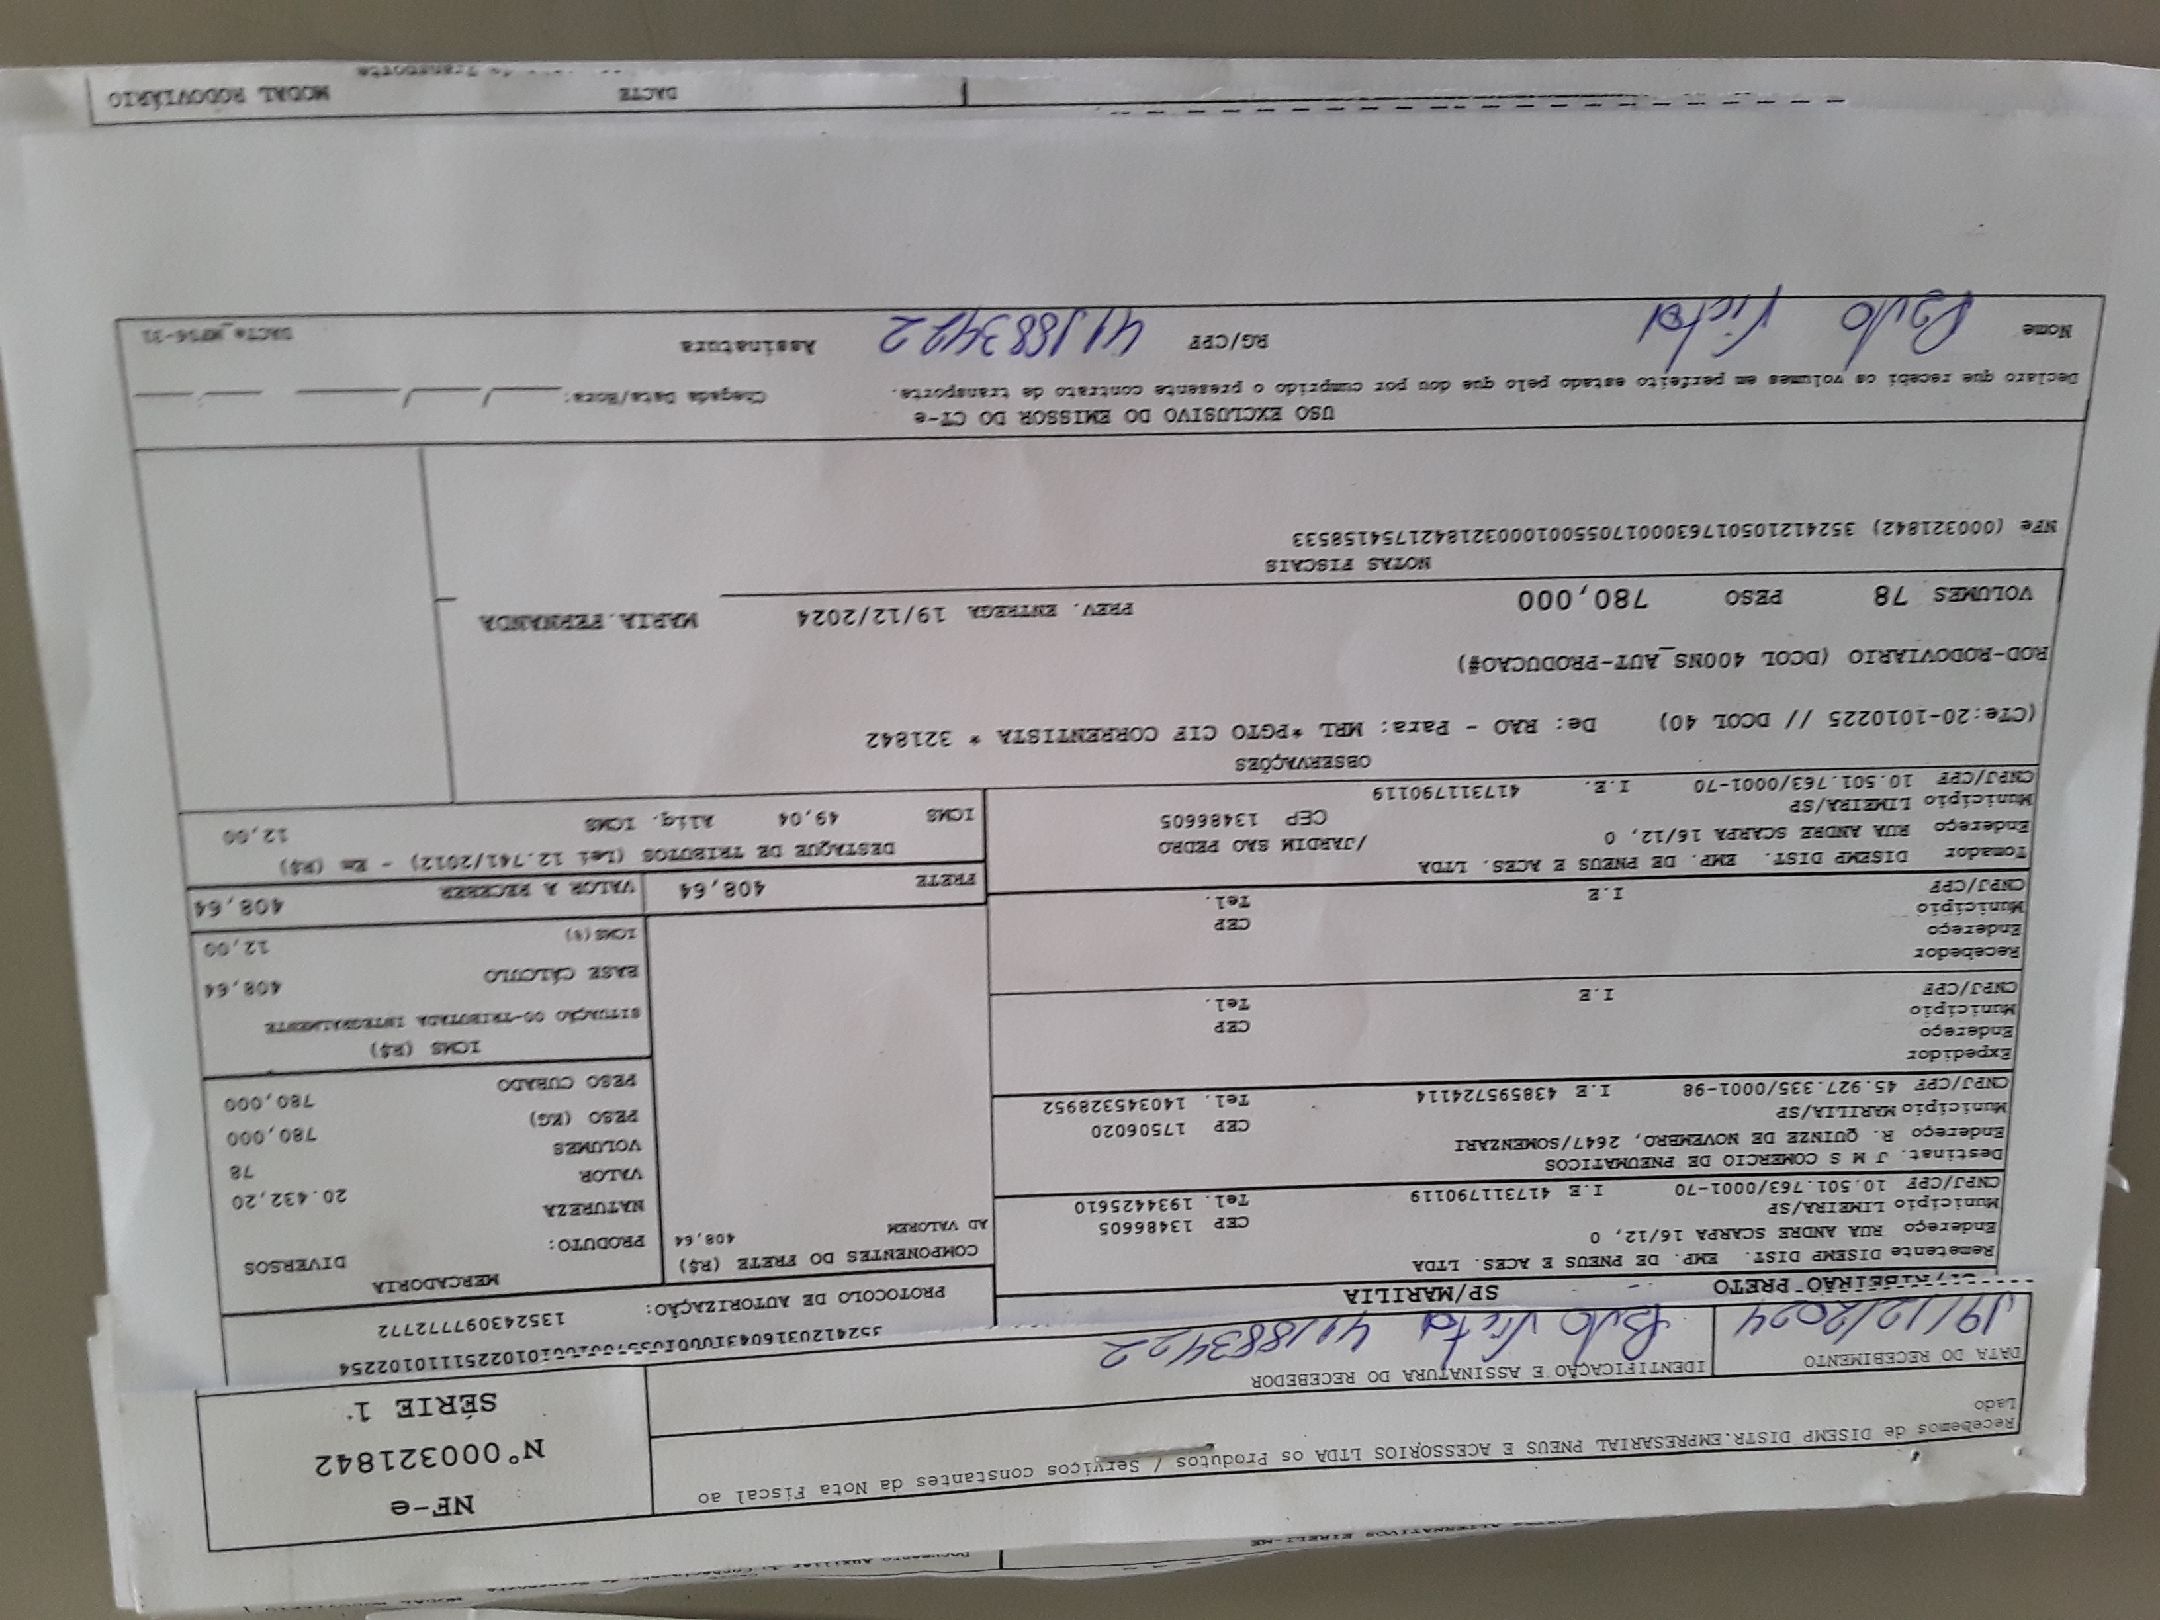 Recebemos de DISEMP DISTR.EMPRESARIAL PNEUS E ACESSORIOS LTDA os Produtos / Serviços constantes da Nota Fiscal ao
Lado
NF-e
Nº000321842
SÉRIE 1
DATA DO RECEBIMENTO
19/12/2024
IDENTIFICAÇÃO E ASSINATURA DO RECEBEDOR
Victor 4118883422
RIBEIRÃO PRETO - SP/MARILIA
PROTOCOLO DE AUTORIZAÇÃO: 135243097772772
Remetente DISEMP DIST. EMP. DE PNEUS E ACES. LTDA
Endereço RUA ANDRE SCARPA 16/12, 0 CEP 13486605
Município LIMEIRA/SP Tel. 1934425610
CNPJ/CPF 10.501.763/0001-70 I.E 417311790119
Destinat. J M S COMERCIO DE PNEUMATICOS
Endereço R. QUINZE DE NOVEMBRO, 2647/SOMENZARI CEP 17506020
Município MARILIA/SP Tel. 140345328952
CNPJ/CPF 45.927.335/0001-98 I.E 438595724114
Expedidor
Endereço CEP
Município Tel.
CNPJ/CPF I.E
Recebedor
Endereço CEP
Município Tel.
CNPJ/CPF I.E
Tomador DISEMP DIST. EMP. DE PNEUS E ACES. LTDA
Endereço RUA ANDRE SCARPA 16/12, 0 /JARDIM SAO PEDRO
Município LIMEIRA/SP CEP 13486605
CNPJ/CPF 10.501.763/0001-70 I.E. 417311790119
COMPONENTES DO FRETE (R$)
AD VALOREM 408,64
MERCADORIA
PRODUTO: DIVERSOS
NATUREZA
VALOR 20.432,20
VOLUMES 78
PESO (KG) 780,000
PESO CUBADO 780,000
ICMS (R$)
SITUAÇÃO 00-TRIBUTADA INTEGRALMENTE
BASE CÁLCULO 408,64
ICMS(%) 12,00
FRETE 408,64 VALOR A RECEBER 408,64
DESTAQUE DE TRIBUTOS (Lei 12.741/2012) - Em (R$)
ICMS 49,04 Alíq. ICMS 12,00
OBSERVAÇÕES
(CTe:20-1010225 // DCOL 40) De: RAO - Para: MRL *PGTO CIF CORRENTISTA * 321842
ROD-RODOVIARIO (DCOL 400NS_AUT-PRODUCAO#)
VOLUMES 78 PESO 780,000 PREV. ENTREGA 19/12/2024 MARIA.FERNANDA
NOTAS FISCAIS
NFe (000321842) 35241210501763000170550010003218421754158533
USO EXCLUSIVO DO EMISSOR DO CT-e
Declaro que recebi os volumes em perfeito estado pelo que dou por cumprido o presente contrato de transporte. Chegada Data/Hora: / /
Nome Victor RG/CPF 4118883422 Assinatura
DACTE MODAL RODOVIÁRIO